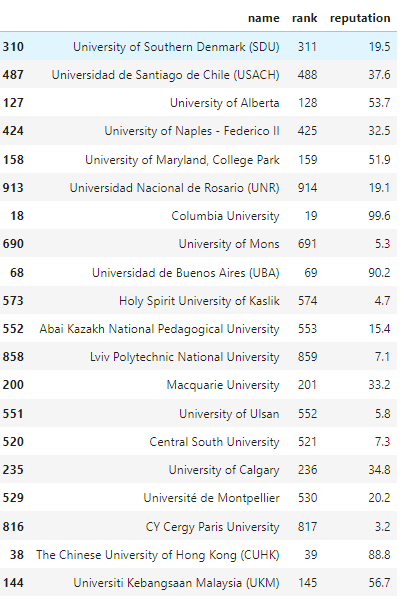 name rank reputation
310 University of Southern Denmark (SDU) 311 19.5
487 Universidad de Santiago de Chile (USACH) 488 37.6
127 University of Alberta 128 53.7
424 University of Naples - Federico II 425 32.5
158 University of Maryland, College Park 159 51.9
913 Universidad Nacional de Rosario (UNR) 914 19.1
18 Columbia University 19 99.6
690 University of Mons 691 5.3
68 Universidad de Buenos Aires (UBA) 69 90.2
573 Holy Spirit University of Kaslik 574 4.7
552 Abai Kazakh National Pedagogical University 553 15.4
858 Lviv Polytechnic National University 859 7.1
200 Macquarie University 201 33.2
551 University of Ulsan 552 5.8
520 Central South University 521 7.3
235 University of Calgary 236 34.8
529 Université de Montpellier 530 20.2
816 CY Cergy Paris University 817 3.2
38 The Chinese University of Hong Kong (CUHK) 39 88.8
144 Universiti Kebangsaan Malaysia (UKM) 145 56.7